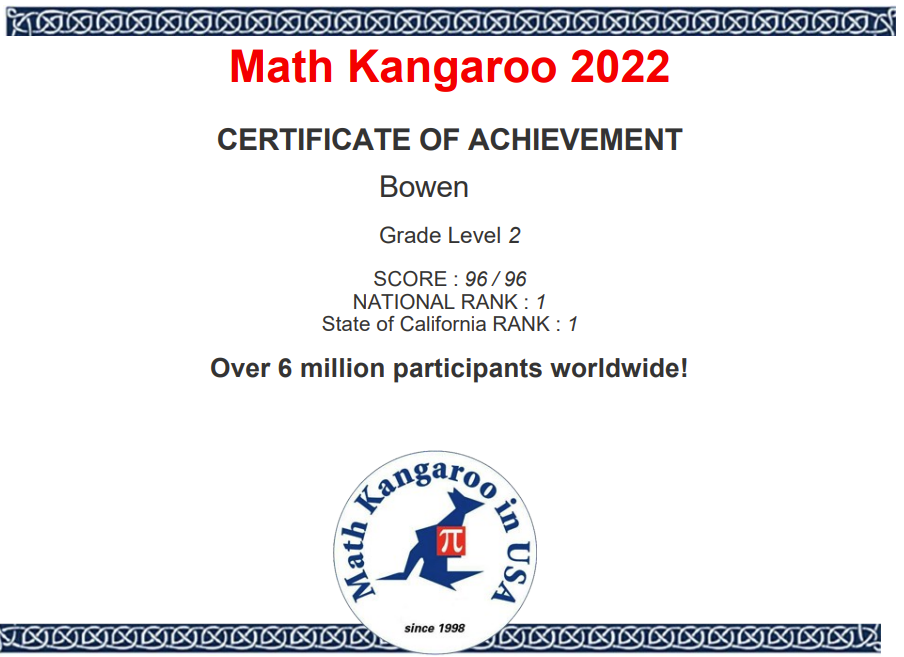 Math Kangaroo 2022
CERTIFICATE OF ACHIEVEMENT
Bowen
Grade Level 2
SCORE : 96 / 96
NATIONAL RANK : 1
State of California RANK : 1
Over 6 million participants worldwide!
Math Kangaroo in USA
π
since 1998